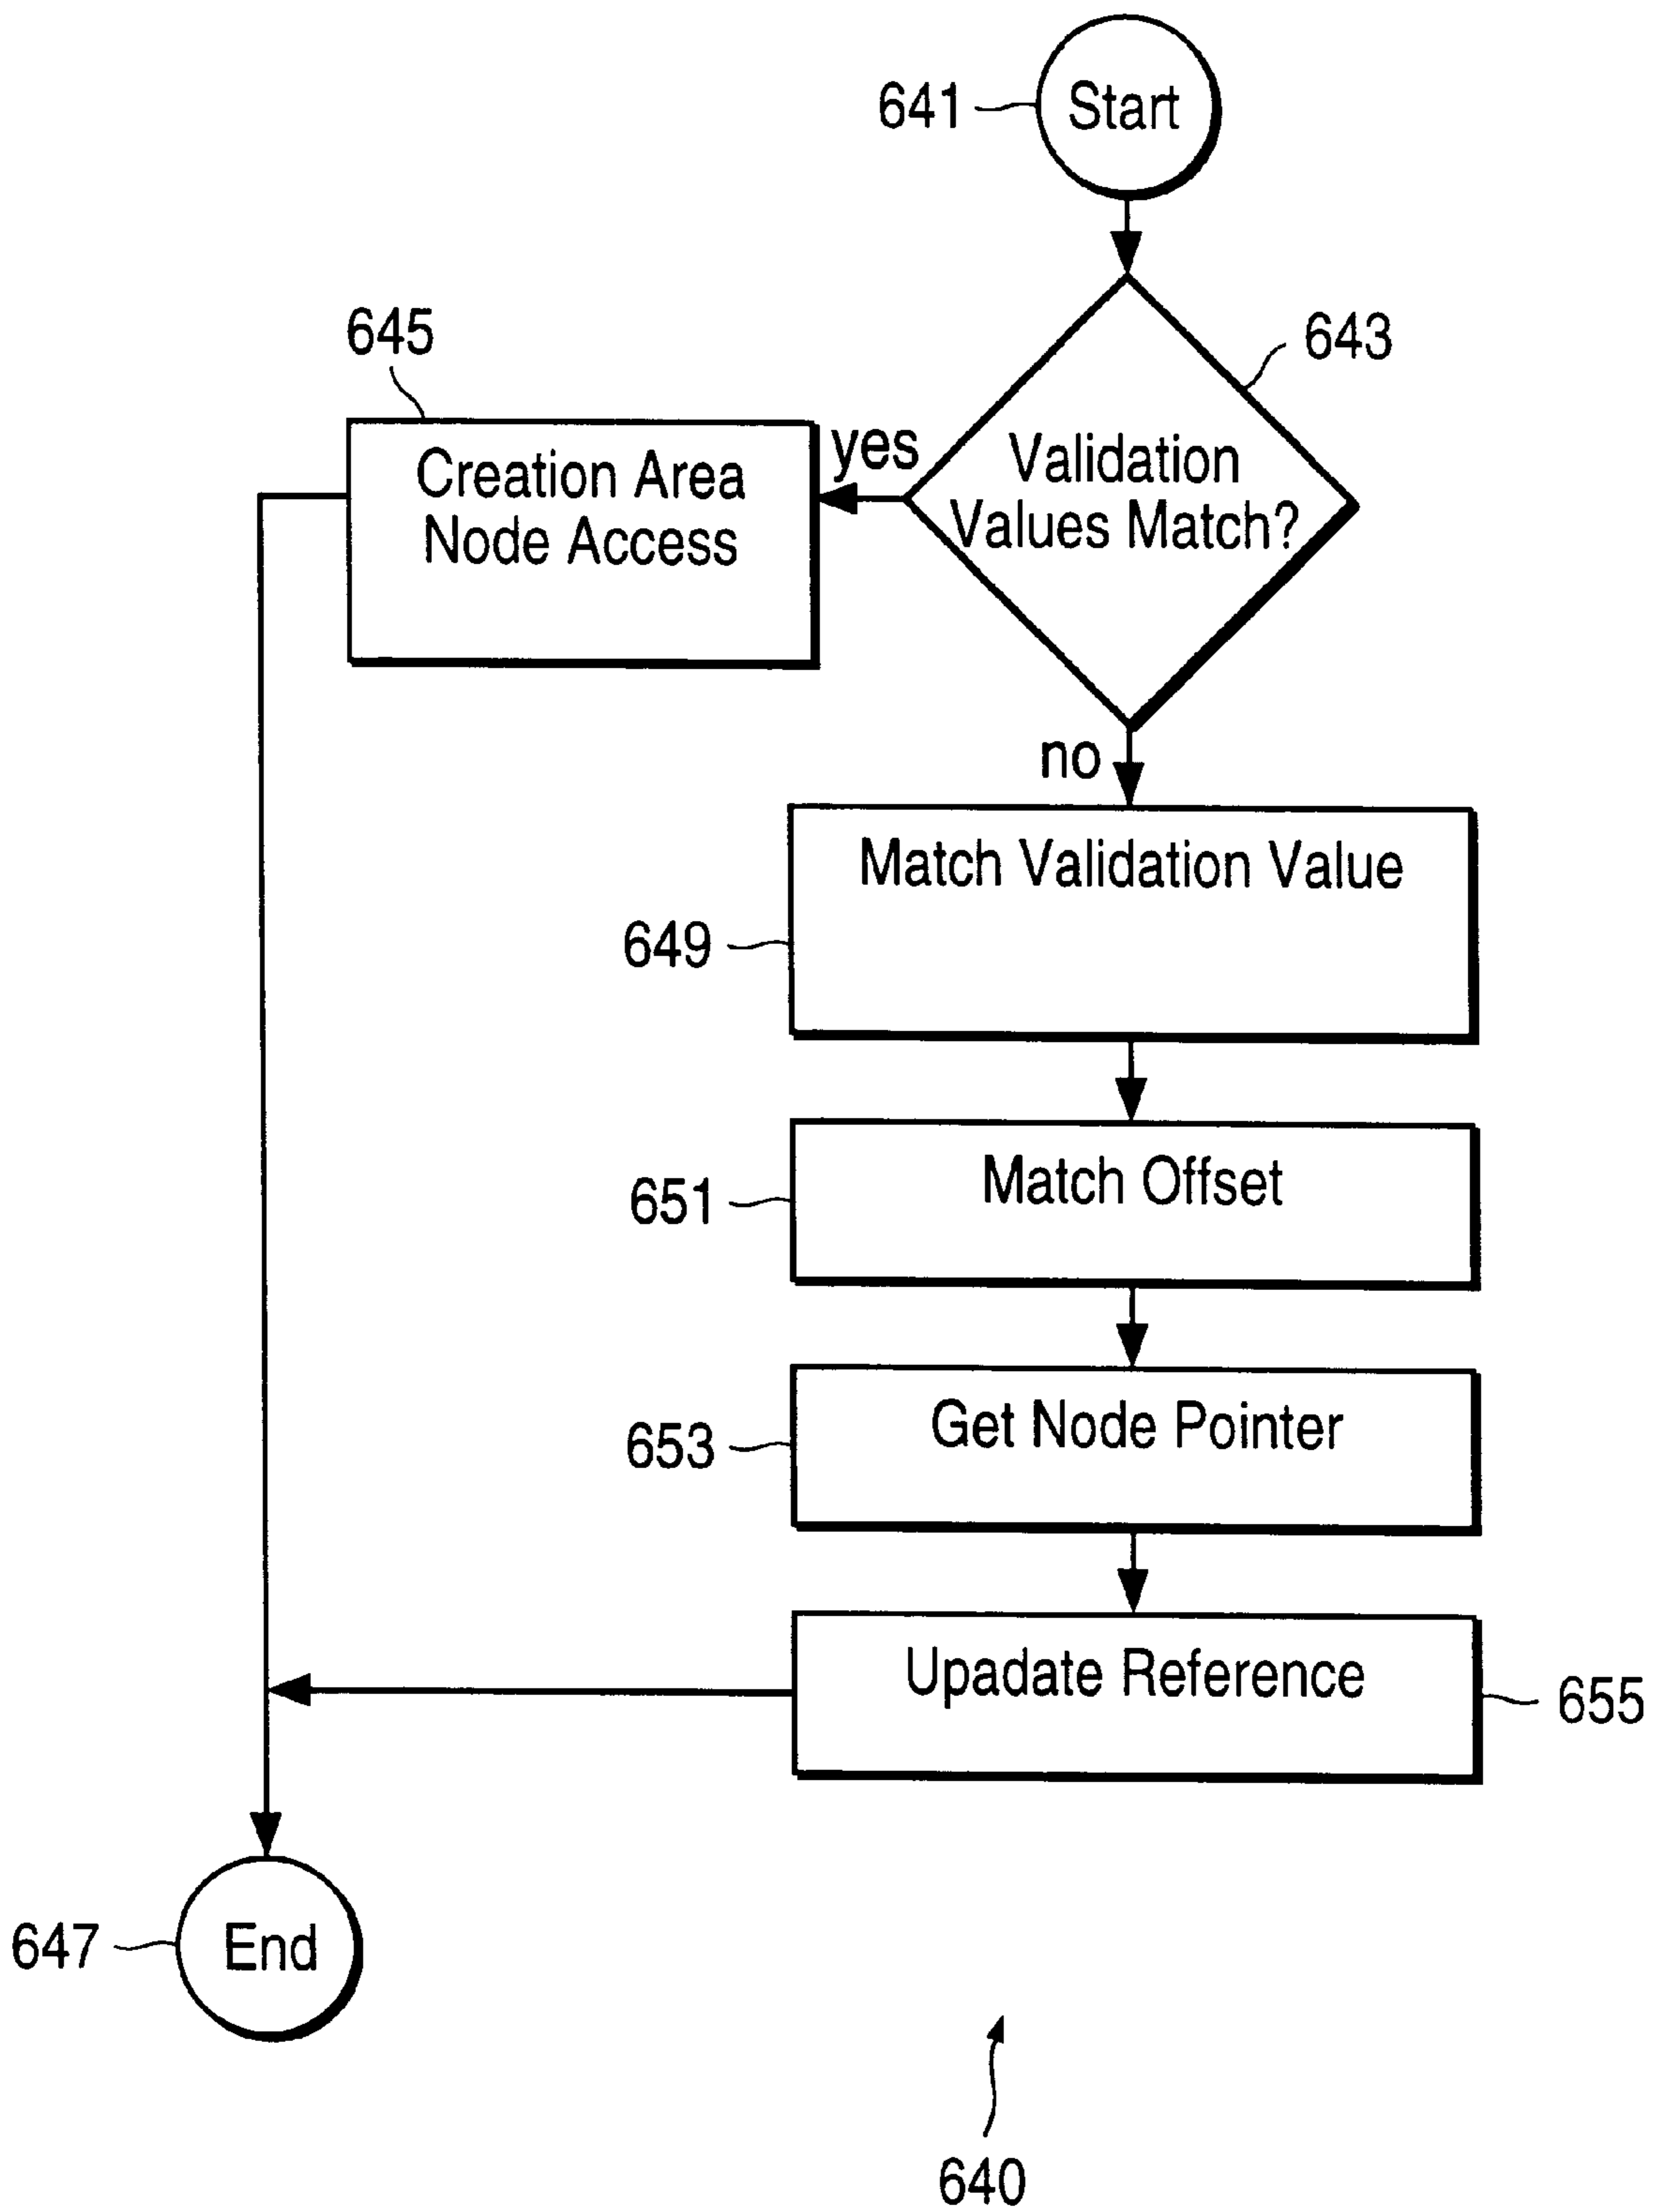 641
Start
645
643
yes
Creation Area
Node Access
Validation
Values Match?
no
Match Validation Value
649
Match Offset
651
Get Node Pointer
653
Upadate Reference
655
647
End
640